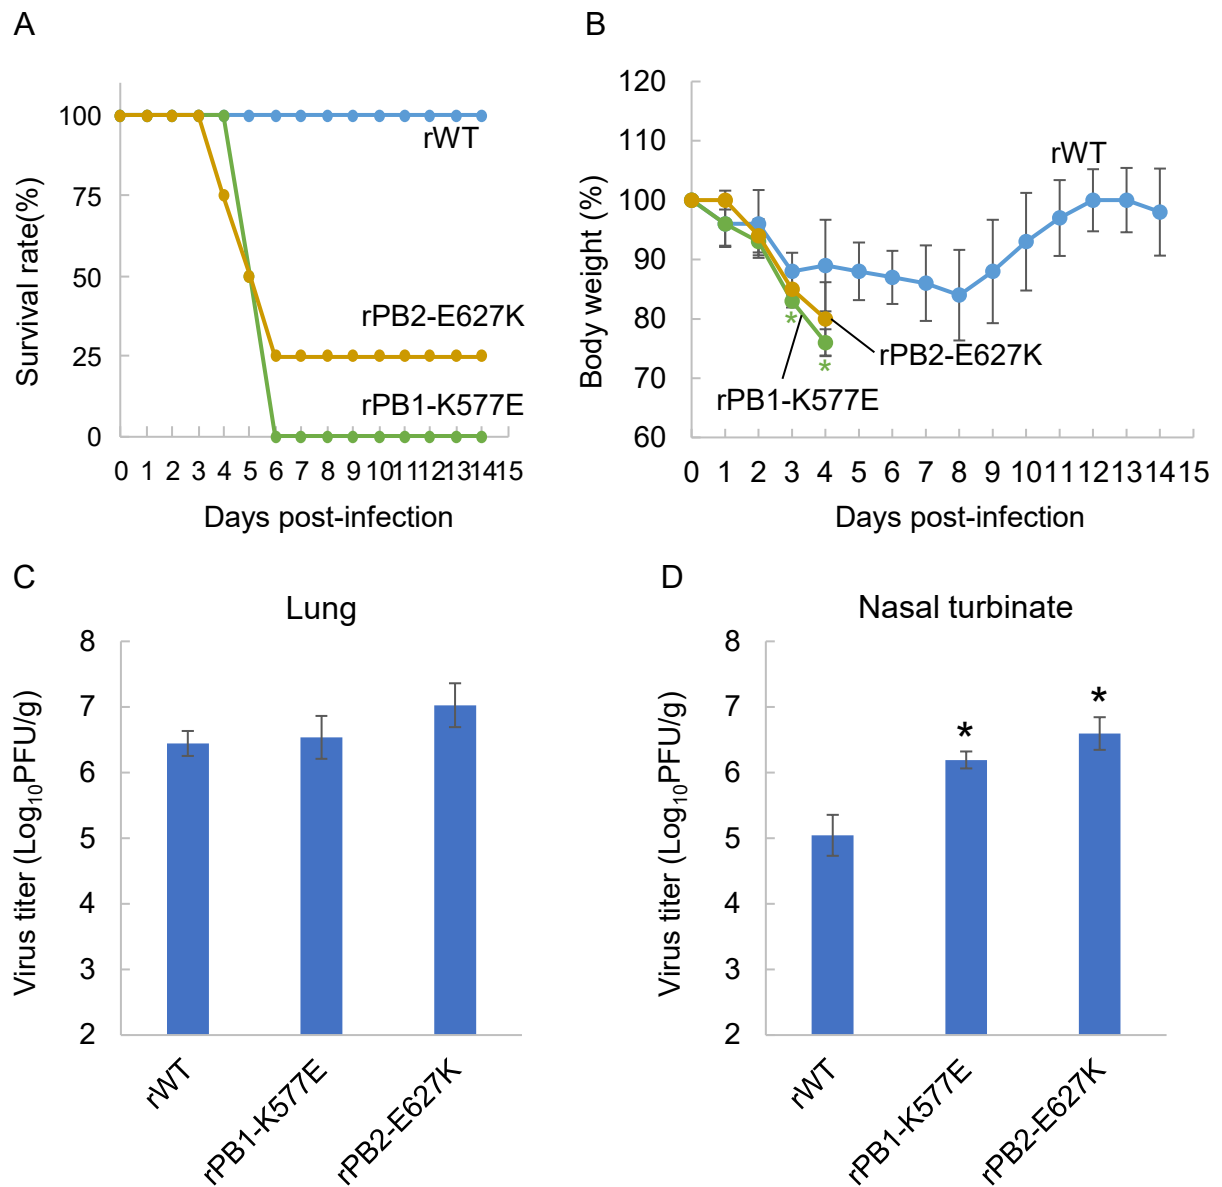 A
Survival rate(%)
100
75
50
25
0
rWT
rPB2-E627K
rPB1-K577E
0 1 2 3 4 5 6 7 8 9 10 11 12 13 14 15
Days post-infection
B
Body weight (%)
120
110
100
90
80
70
60
rWT
*
*
rPB2-E627K
rPB1-K577E
0 1 2 3 4 5 6 7 8 9 10 11 12 13 14 15
Days post-infection
C
Lung
Virus titer (Log₁₀PFU/g)
8
7
6
5
4
3
2
rWT
rPB1-K577E
rPB2-E627K
D
Nasal turbinate
Virus titer (Log₁₀PFU/g)
8
7
6
5
4
3
2
*
*
rWT
rPB1-K577E
rPB2-E627K